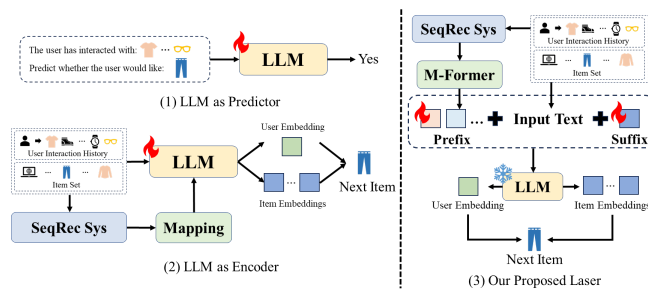 The user has interacted with: ...
Predict whether the user would like:
LLM
Yes
(1) LLM as Predictor
User Interaction History
...
Item Set
LLM
User Embedding
...
Item Embeddings
Next Item
SeqRec Sys
Mapping
(2) LLM as Encoder
SeqRec Sys
...
User Interaction History
...
Item Set
M-Former
... Input Text
Prefix
Suffix
LLM
...
User Embedding
Item Embeddings
Next Item
(3) Our Proposed Laser